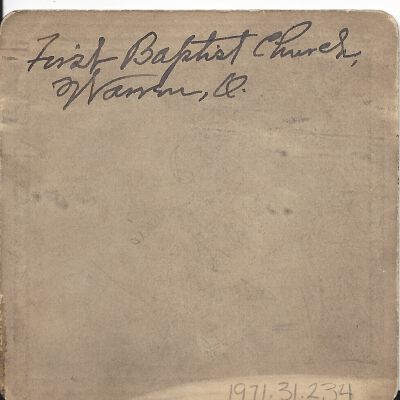 First Baptist Church,
Warren, O.
1971.31.234